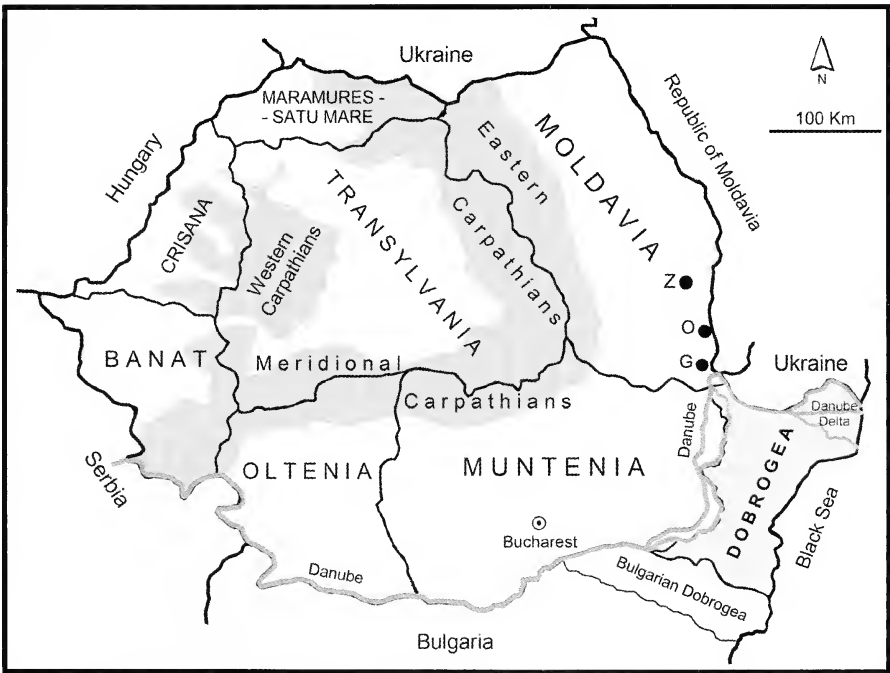 Ukraine
N
100 Km
MARAMURES -
- SATU MARE
Hungary
CRISANA
Western
Carpathians
TRANSYLVANIA
Eastern
Carpathians
MOLDAVIA
Republic of Moldavia
Z
O
G
BANAT
Meridional
Carpathians
Ukraine
Danube
Delta
Danube
DOBROGEA
Black Sea
Serbia
OLTENIA
MUNTENIA
Bucharest
Danube
Bulgarian Dobrogea
Bulgaria